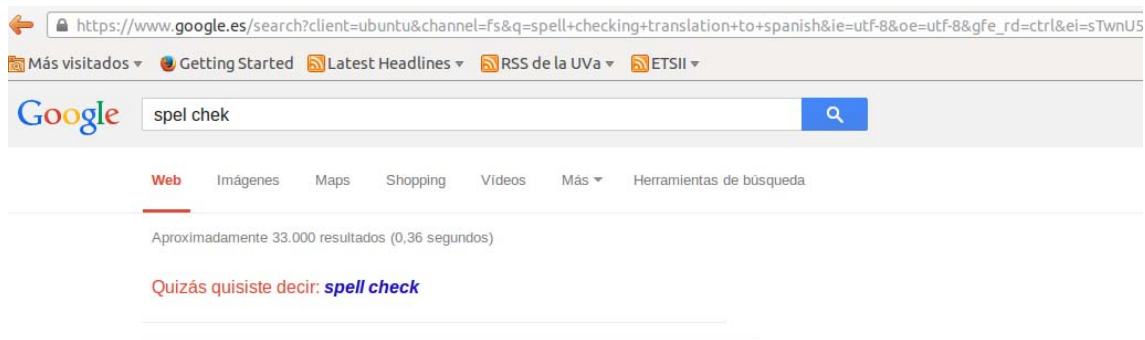 https://www.google.es/search?client=ubuntu&channel=fs&q=spell+checking+translation+to+spanish&ie=utf-8&oe=utf-8&gfe_rd=ctrl&ei=sTwnU5
Más visitados Getting Started Latest Headlines RSS de la UVa ETSII
Google spel chek
Web Imágenes Maps Shopping Vídeos Más Herramientas de búsqueda
Aproximadamente 33.000 resultados (0,36 segundos)
Quizás quisiste decir: spell check